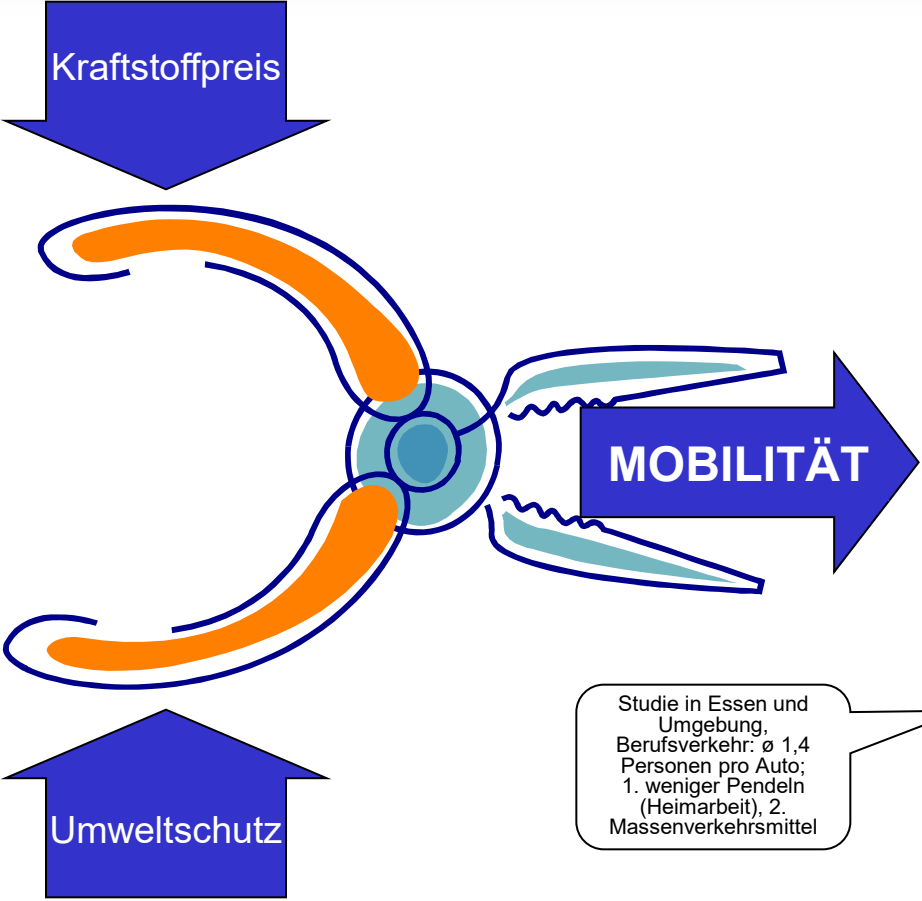 Kraftstoffpreis
MOBILITÄT
Studie in Essen und
Umgebung,
Berufsverkehr: ø 1,4
Personen pro Auto;
1. weniger Pendeln
(Heimarbeit), 2.
Massenverkehrsmittel
Umweltschutz